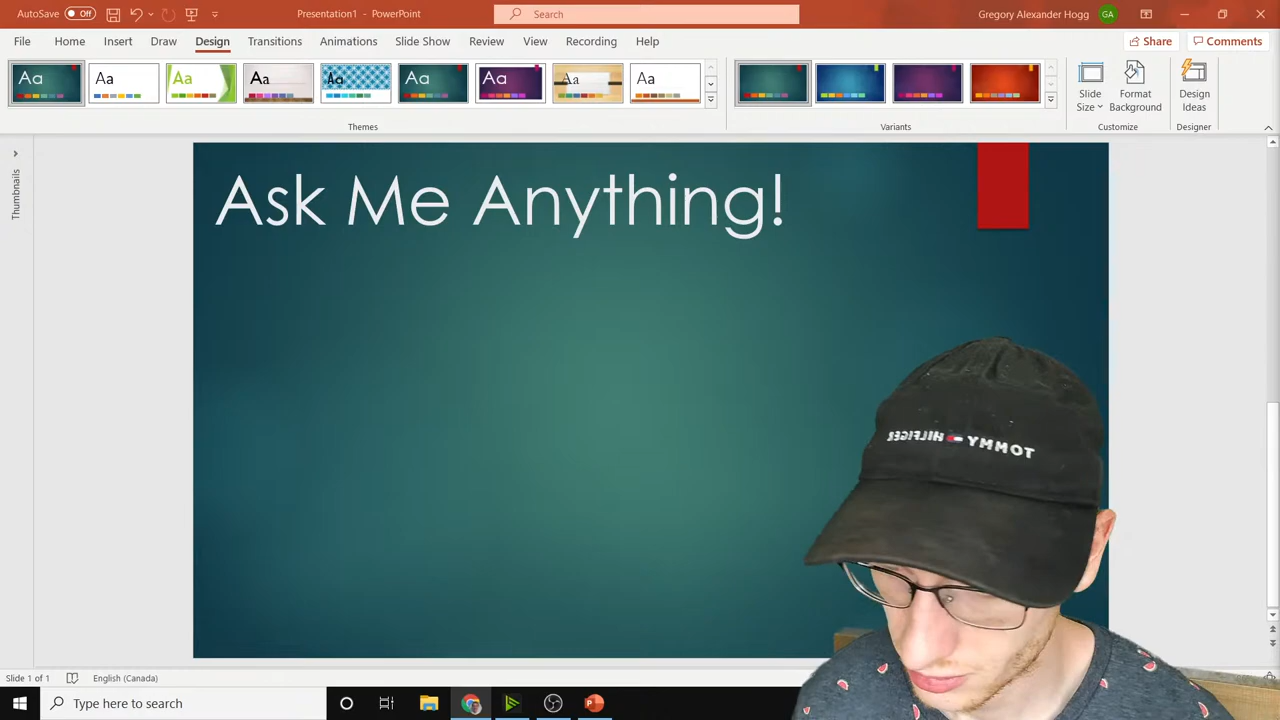 AutoSave Off Presentation1 - PowerPoint Search Gregory Alexander Hogg GA
File Home Insert Draw Design Transitions Animations Slide Show Review View Recording Help Share Comments
Aa Aa Aa Aa Aa Aa Aa Aa Aa
Slide Size
Format Background
Design Ideas
Themes Variants Customize Designer
Thumbnails
Ask Me Anything!
TOMMY HILFIGER
Slide 1 of 1 English (Canada)
Type here to search